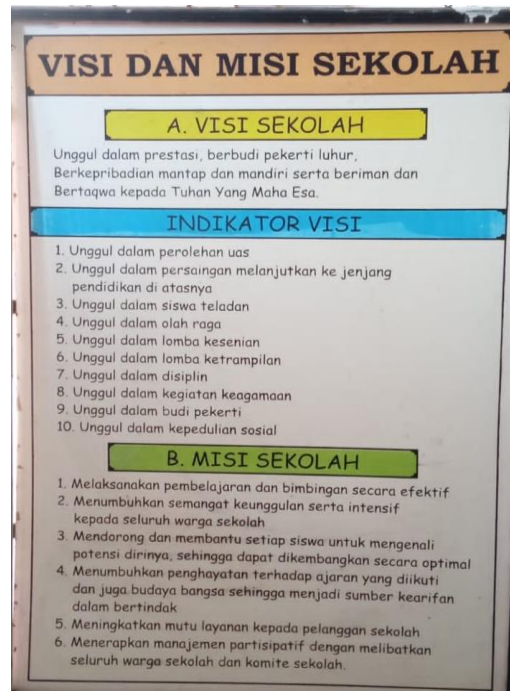 VISI DAN MISI SEKOLAH
A. VISI SEKOLAH
Unggul dalam prestasi, berbudi pekerti luhur,
Berkepribadian mantap dan mandiri serta beriman dan
Bertaqwa kepada Tuhan Yang Maha Esa.
INDIKATOR VISI
1. Unggul dalam perolehan uas
2. Unggul dalam persaingan melanjutkan ke jenjang
pendidikan di atasnya
3. Unggul dalam siswa teladan
4. Unggul dalam olah raga
5. Unggul dalam lomba kesenian
6. Unggul dalam lomba ketrampilan
7. Unggul dalam disiplin
8. Unggul dalam kegiatan keagamaan
9. Unggul dalam budi pekerti
10. Unggul dalam kepedulian sosial
B. MISI SEKOLAH
1. Melaksanakan pembelajaran dan bimbingan secara efektif
2. Menumbuhkan semangat keunggulan serta intensif
kepada seluruh warga sekolah
3. Mendorong dan membantu setiap siswa untuk mengenali
potensi dirinya, sehingga dapat dikembangkan secara optimal
4. Menumbuhkan penghayatan terhadap ajaran yang diikuti
dan juga budaya bangsa sehingga menjadi sumber kearifan
dalam bertindak
5. Meningkatkan mutu layanan kepada pelanggan sekolah
6. Menerapkan manajemen partisipatif dengan melibatkan
seluruh warga sekolah dan komite sekolah.